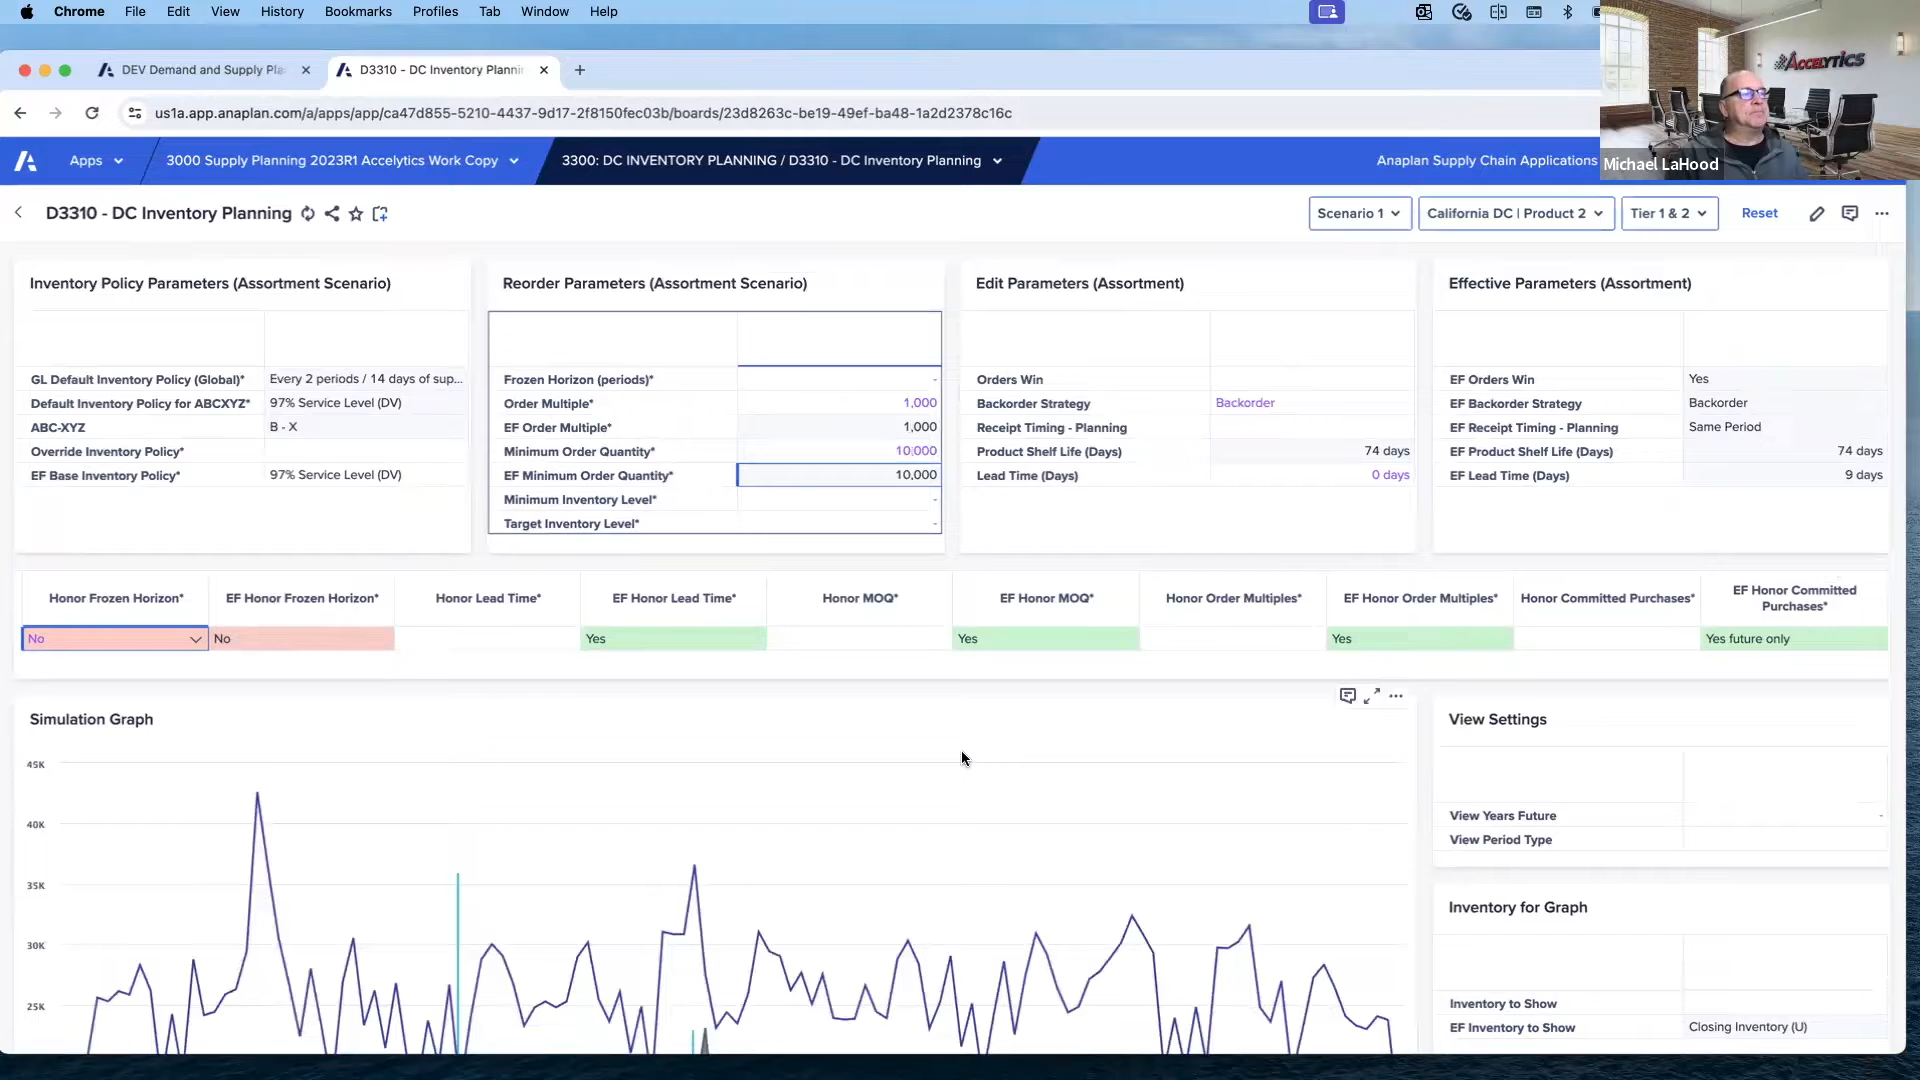 Chrome File Edit View History Bookmarks Profiles Tab Window Help
DEV Demand and Supply Pla
D3310 - DC Inventory Plannin
us1a.app.anaplan.com/a/apps/app/ca47d855-5210-4437-9d17-2f8150fec03b/boards/23d8263c-be19-49ef-ba48-1a2d2378c16c
ACCELYTICS
Michael LaHood
Apps
3000 Supply Planning 2023R1 Accelytics Work Copy
3300: DC INVENTORY PLANNING / D3310 - DC Inventory Planning
Anaplan Supply Chain Applications
D3310 - DC Inventory Planning
Scenario 1
California DC | Product 2
Tier 1 & 2
Reset
Inventory Policy Parameters (Assortment Scenario)
GL Default Inventory Policy (Global)* Every 2 periods / 14 days of sup...
Default Inventory Policy for ABCXYZ* 97% Service Level (DV)
ABC-XYZ B - X
Override Inventory Policy*
EF Base Inventory Policy* 97% Service Level (DV)
Reorder Parameters (Assortment Scenario)
Frozen Horizon (periods)* -
Order Multiple* 1,000
EF Order Multiple* 1,000
Minimum Order Quantity* 10,000
EF Minimum Order Quantity* 10,000
Minimum Inventory Level* -
Target Inventory Level* -
Edit Parameters (Assortment)
Orders Win
Backorder Strategy Backorder
Receipt Timing - Planning
Product Shelf Life (Days) 74 days
Lead Time (Days) 0 days
Effective Parameters (Assortment)
EF Orders Win Yes
EF Backorder Strategy Backorder
EF Receipt Timing - Planning Same Period
EF Product Shelf Life (Days) 74 days
EF Lead Time (Days) 9 days
Honor Frozen Horizon* EF Honor Frozen Horizon* Honor Lead Time* EF Honor Lead Time* Honor MOQ* EF Honor MOQ* Honor Order Multiples* EF Honor Order Multiples* Honor Committed Purchases* EF Honor Committed
Purchases*
No No Yes Yes Yes Yes future only
Simulation Graph
45K
40K
35K
30K
25K
View Settings
View Years Future -
View Period Type
Inventory for Graph
Inventory to Show
EF Inventory to Show Closing Inventory (U)